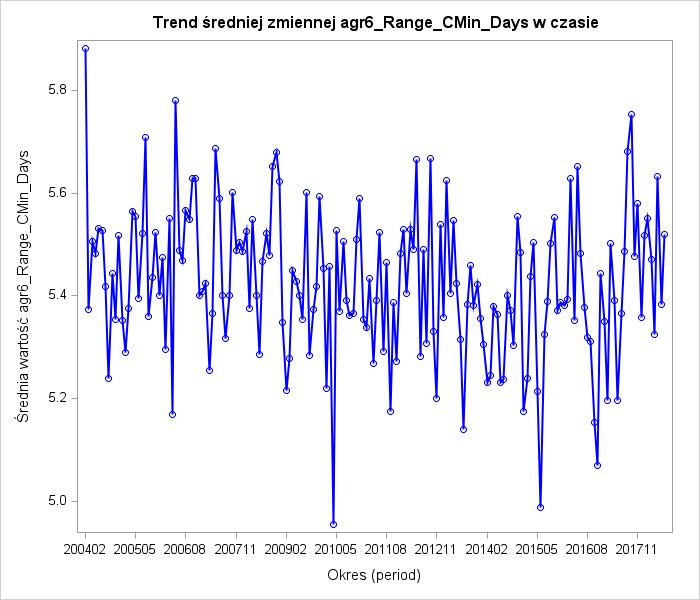 Trend średniej zmiennej agr6_Range_CMin_Days w czasie
Średnia wartość agr6_Range_CMin_Days
5.8
5.6
5.4
5.2
5.0
200402 200505 200608 200711 200902 201005 201108 201211 201402 201505 201608 201711
Okres (period)